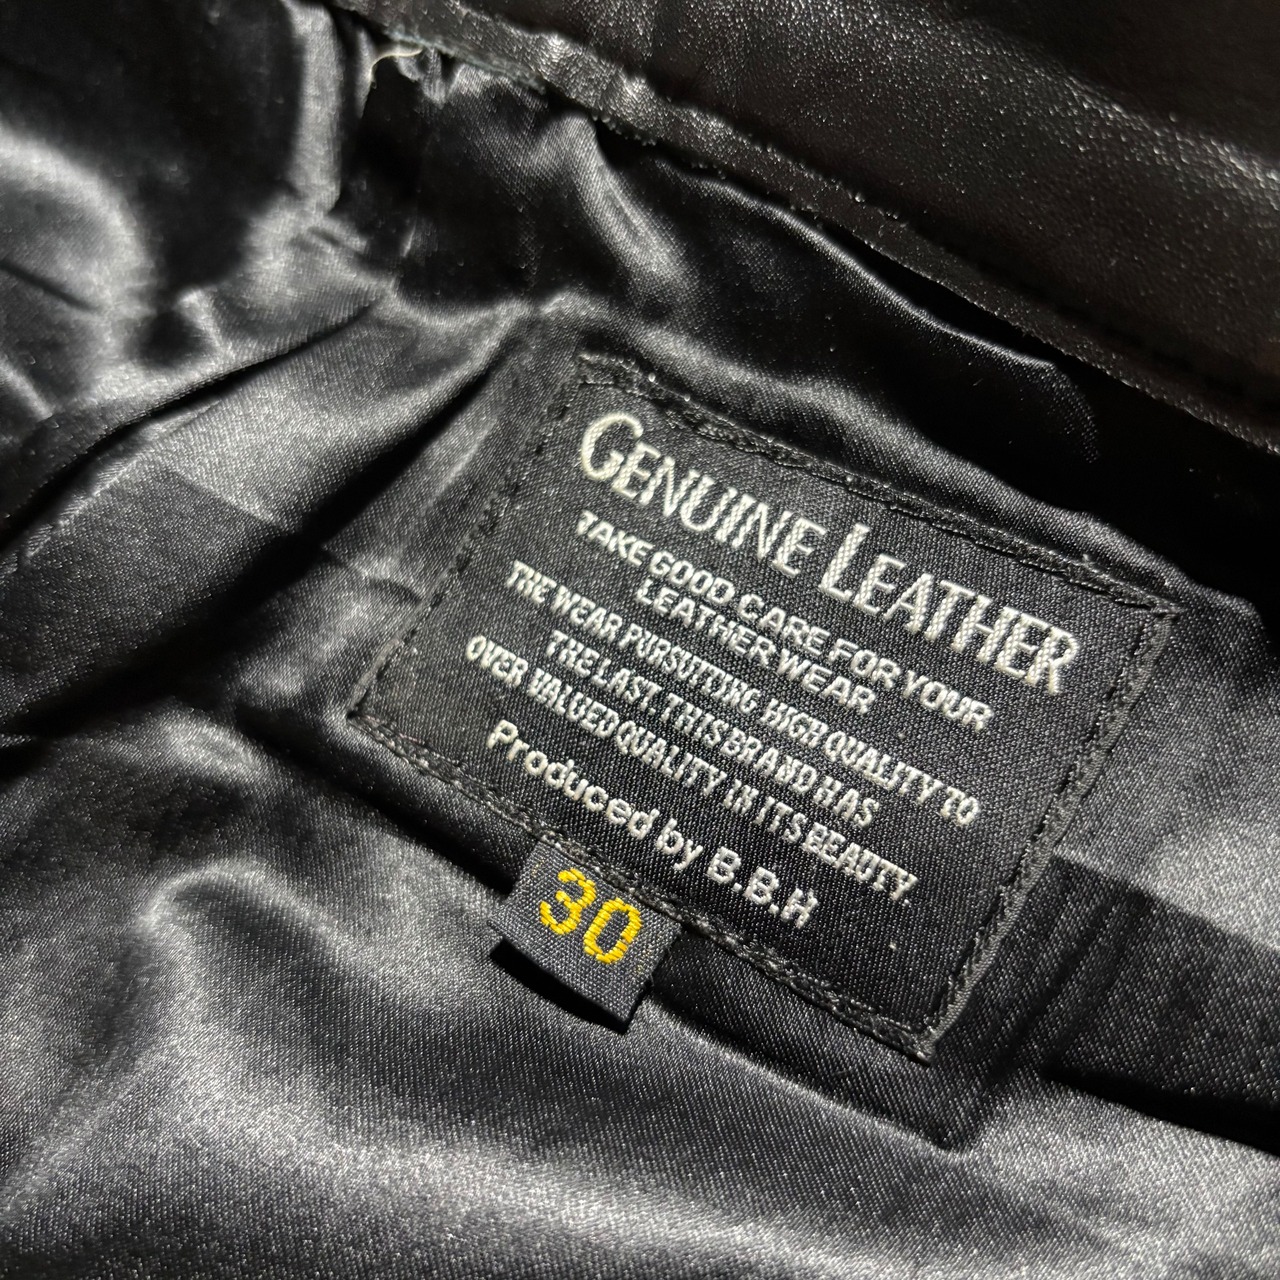 GENUINE LEATHER
TAKE GOOD CARE FOR YOUR
LEATHER WEAR
THE WEAR PURSUTING HIGH QUALITY TO
THE LAST. THIS BRAND HAS
OVER VALUED QUALITY IN ITS BEAUTY.
Produced by B.B.H
30